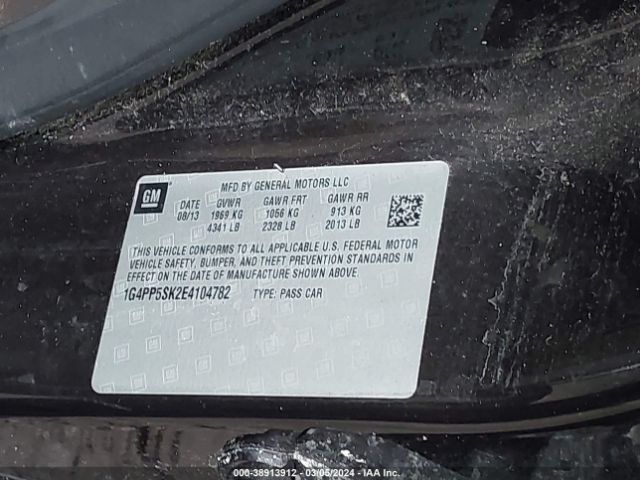 GM
MFD BY GENERAL MOTORS LLC
DATE GVWR GAWR FRT GAWR RR
08/13 1969 KG 1056 KG 913 KG
4341 LB 2328 LB 2013 LB
THIS VEHICLE CONFORMS TO ALL APPLICABLE U.S. FEDERAL MOTOR
VEHICLE SAFETY, BUMPER, AND THEFT PREVENTION STANDARDS IN
EFFECT ON THE DATE OF MANUFACTURE SHOWN ABOVE.
1G4PP5SK2E4104782 TYPE: PASS CAR
000-38913912 - 03/05/2024 - IAA Inc.